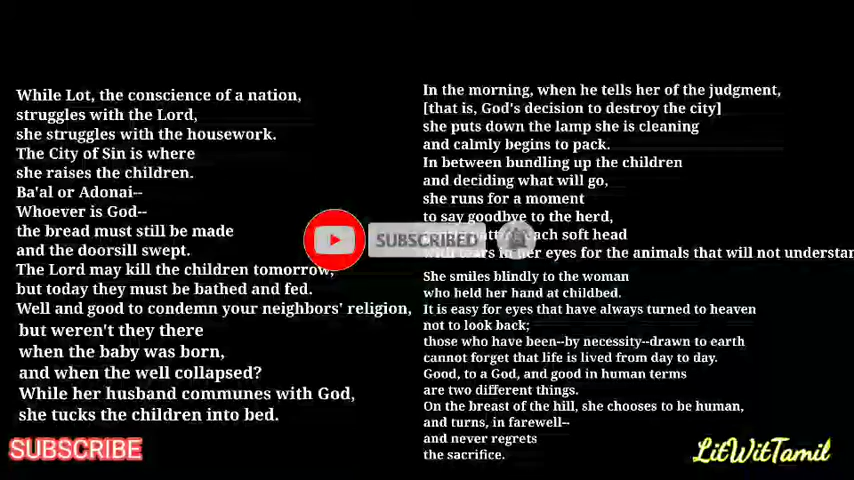 While Lot, the conscience of a nation,
struggles with the Lord,
she struggles with the housework.
The City of Sin is where
she raises the children.
Ba'al or Adonai--
Whoever is God--
the bread must still be made
and the doorsill swept.
The Lord may kill the children tomorrow,
but today they must be bathed and fed.
Well and good to condemn your neighbors' religion,
but weren't they there
when the baby was born,
and when the well collapsed?
While her husband communes with God,
she tucks the children into bed.
In the morning, when he tells her of the judgment,
[that is, God's decision to destroy the city]
she puts down the lamp she is cleaning
and calmly begins to pack.
In between bundling up the children
and deciding what will go,
she runs for a moment
to say goodbye to the herd,
each soft head
with tears in her eyes for the animals that will not understan
She smiles blindly to the woman
who held her hand at childbed.
It is easy for eyes that have always turned to heaven
not to look back;
those who have been--by necessity--drawn to earth
cannot forget that life is lived from day to day.
Good, to a God, and good in human terms
are two different things.
On the breast of the hill, she chooses to be human,
and turns, in farewell--
and never regrets
the sacrifice.
SUBSCRIBED
SUBSCRIBE
LitWitTamil